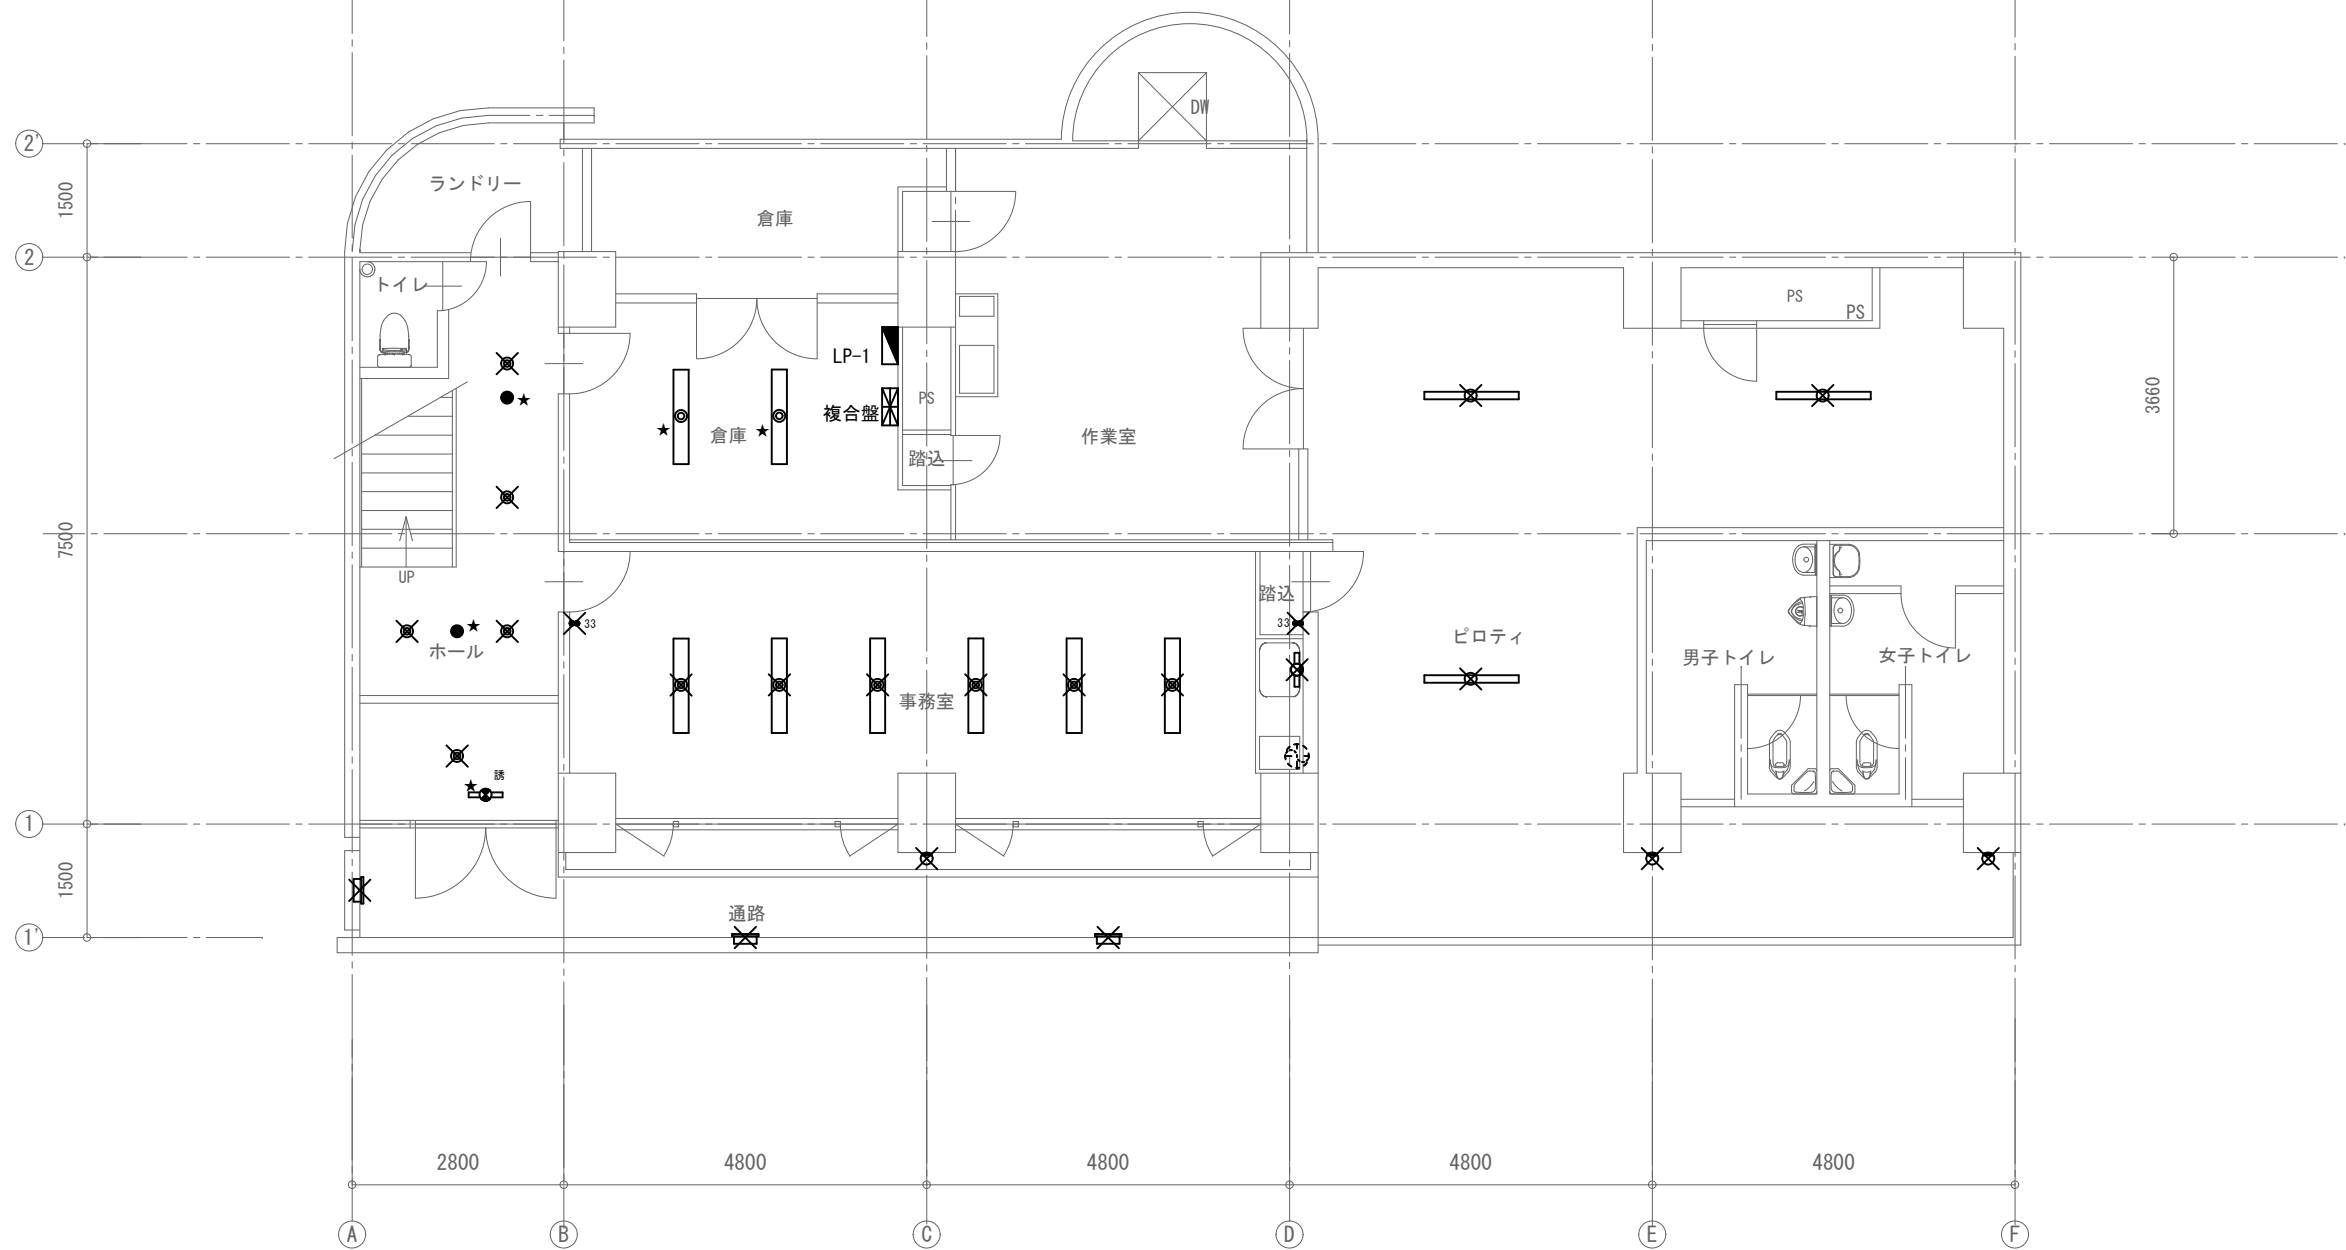 DW
2'
1500
ランドリー
倉庫
2
トイレ
PS
PS
LP-1
複合盤
PS
★
★
★
倉庫
作業室
踏込
3660
7500
UP
踏込
★
33
33
ホール
ピロティ
男子トイレ
女子トイレ
事務室
誘
★
1
1500
通路
1'
2800
4800
4800
4800
4800
A
B
C
D
E
F